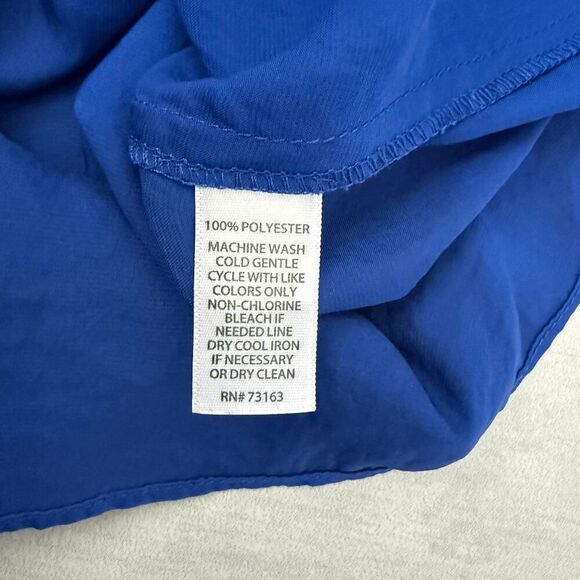 100% POLYESTER
MACHINE WASH
COLD GENTLE
CYCLE WITH LIKE
COLORS ONLY
NON-CHLORINE
BLEACH IF
NEEDED LINE
DRY COOL IRON
IF NECESSARY
OR DRY CLEAN
RN# 73163